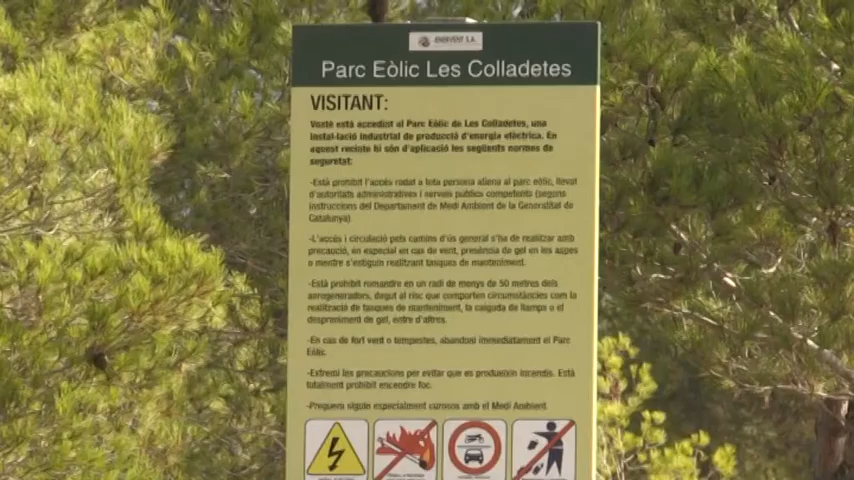 ENERVENT S.A.
Parc Eòlic Les Colladetes
VISITANT:
Vostè està accedint al Parc Eòlic de Les Colladetes, una
instal·lació industrial de producció d'energia elèctrica. En
aquest recinte hi són d'aplicació les següents normes de
seguretat:
-Està prohibit l'accés rodat a tota persona aliena al parc eòlic, llevat
d'autoritats administratives i serveis públics competents (segons
instruccions del Departament de Medi Ambient de la Generalitat de
Catalunya)
-L'accés i circulació pels camins d'ús general s'ha de realitzar amb
precaució, en especial en cas de vent, presència de gel en les aspes
o mentre s'estiguin realitzant tasques de manteniment.
-Està prohibit romandre en un radi de menys de 50 metres dels
aerogeneradors, degut al risc que comporten circumstàncies com la
realització de tasques de manteniment, la caiguda de llamps o el
despreniment de gel, entre d'altres.
-En cas de fort vent o tempestes, abandoni immediatament el Parc
Eòlic.
-Extremi les precaucions per evitar que es produeixin incendis. Està
totalment prohibit encendre foc.
-Preguem siguin especialment curosos amb el Medi Ambient